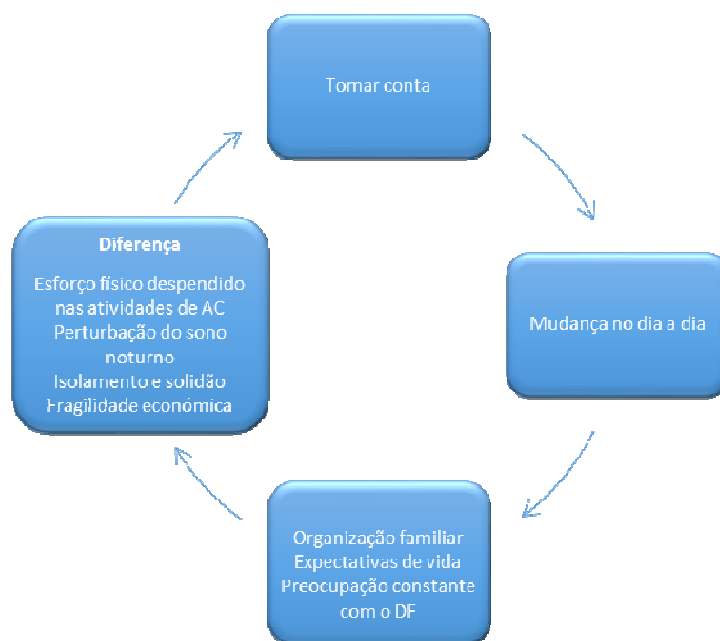 Tomar conta
Mudança no dia a dia
Organização familiar
Expectativas de vida
Preocupação constante
com o DF
Diferença
Esforço físico despendido
nas atividades de AC
Perturbação do sono
noturno
Isolamento e solidão
Fragilidade económica